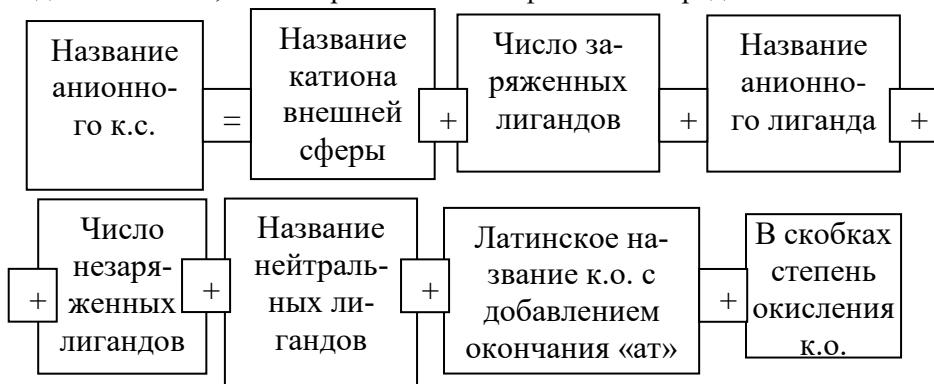 Название
анионно-
го к.с.
=
Название
катиона
внешней
сферы
+
Число за-
ряженных
лигандов
+
Название
анионно-
го лиганда
+
+
Число
незаря-
женных
лигандов
+
Название
нейтраль-
ных ли-
гандов
+
Латинское на-
звание к.о. с
добавлением
окончания «ат»
+
В скобках
степень
окисления
к.о.